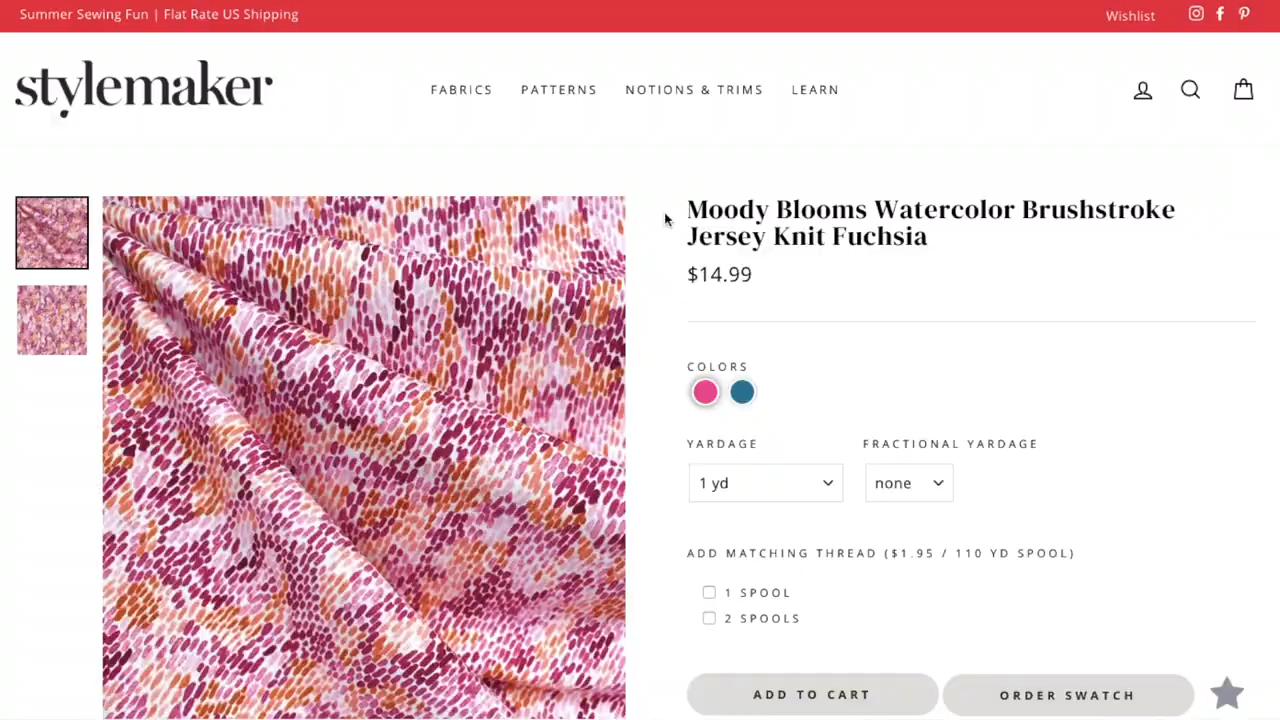 Summer Sewing Fun | Flat Rate US Shipping
Wishlist
stylemaker
FABRICS PATTERNS NOTIONS & TRIMS LEARN
Moody Blooms Watercolor Brushstroke
Jersey Knit Fuchsia
$14.99
COLORS
YARDAGE FRACTIONAL YARDAGE
1 yd none
ADD MATCHING THREAD ($1.95 / 110 YD SPOOL)
1 SPOOL
2 SPOOLS
ADD TO CART ORDER SWATCH